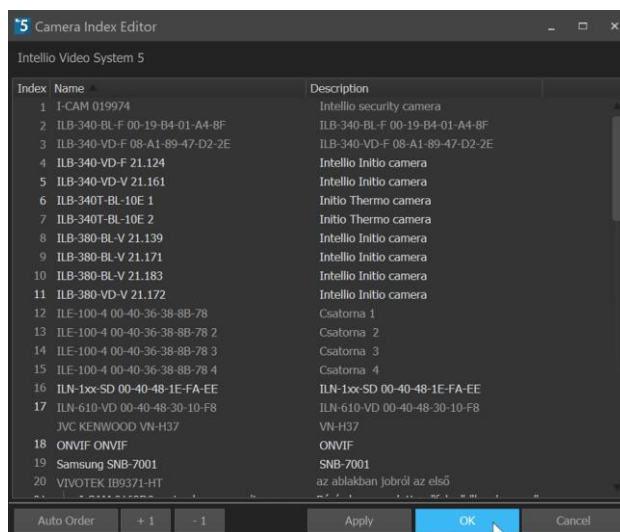 5 Camera Index Editor
Intellio Video System 5
Index Name Description
1 I-CAM 019974 Intellio security camera
2 ILB-340-BL-F 00-19-B4-01-A4-8F ILB-340-BL-F 00-19-B4-01-A4-8F
3 ILB-340-VD-F 08-A1-89-47-D2-2E ILB-340-VD-F 08-A1-89-47-D2-2E
4 ILB-340-VD-F 21.124 Intellio Initio camera
5 ILB-340-VD-V 21.161 Intellio Initio camera
6 ILB-340T-BL-10E 1 Initio Thermo camera
7 ILB-340T-BL-10E 2 Initio Thermo camera
8 ILB-380-BL-V 21.139 Intellio Initio camera
9 ILB-380-BL-V 21.171 Intellio Initio camera
10 ILB-380-BL-V 21.183 Intellio Initio camera
11 ILB-380-VD-V 21.172 Intellio Initio camera
12 ILE-100-4 00-40-36-38-8B-78 Csatorna 1
13 ILE-100-4 00-40-36-38-8B-78 2 Csatorna 2
14 ILE-100-4 00-40-36-38-8B-78 3 Csatorna 3
15 ILE-100-4 00-40-36-38-8B-78 4 Csatorna 4
16 ILN-1xx-SD 00-40-48-1E-FA-EE ILN-1xx-SD 00-40-48-1E-FA-EE
17 ILN-610-VD 00-40-48-30-10-F8 ILN-610-VD 00-40-48-30-10-F8
JVC KENWOOD VN-H37 VN-H37
18 ONVIF ONVIF ONVIF
19 Samsung SNB-7001 SNB-7001
20 VIVOTEK IB9371-HT az ablakban jobról az első
Auto Order + 1 - 1 Apply OK Cancel